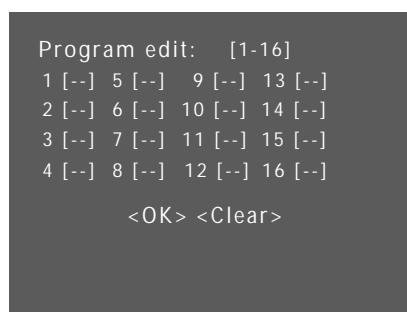 Program edit: [1-16]
1 [--] 5 [--] 9 [--] 13 [--]
2 [--] 6 [--] 10 [--] 14 [--]
3 [--] 7 [--] 11 [--] 15 [--]
4 [--] 8 [--] 12 [--] 16 [--]
<OK> <Clear>